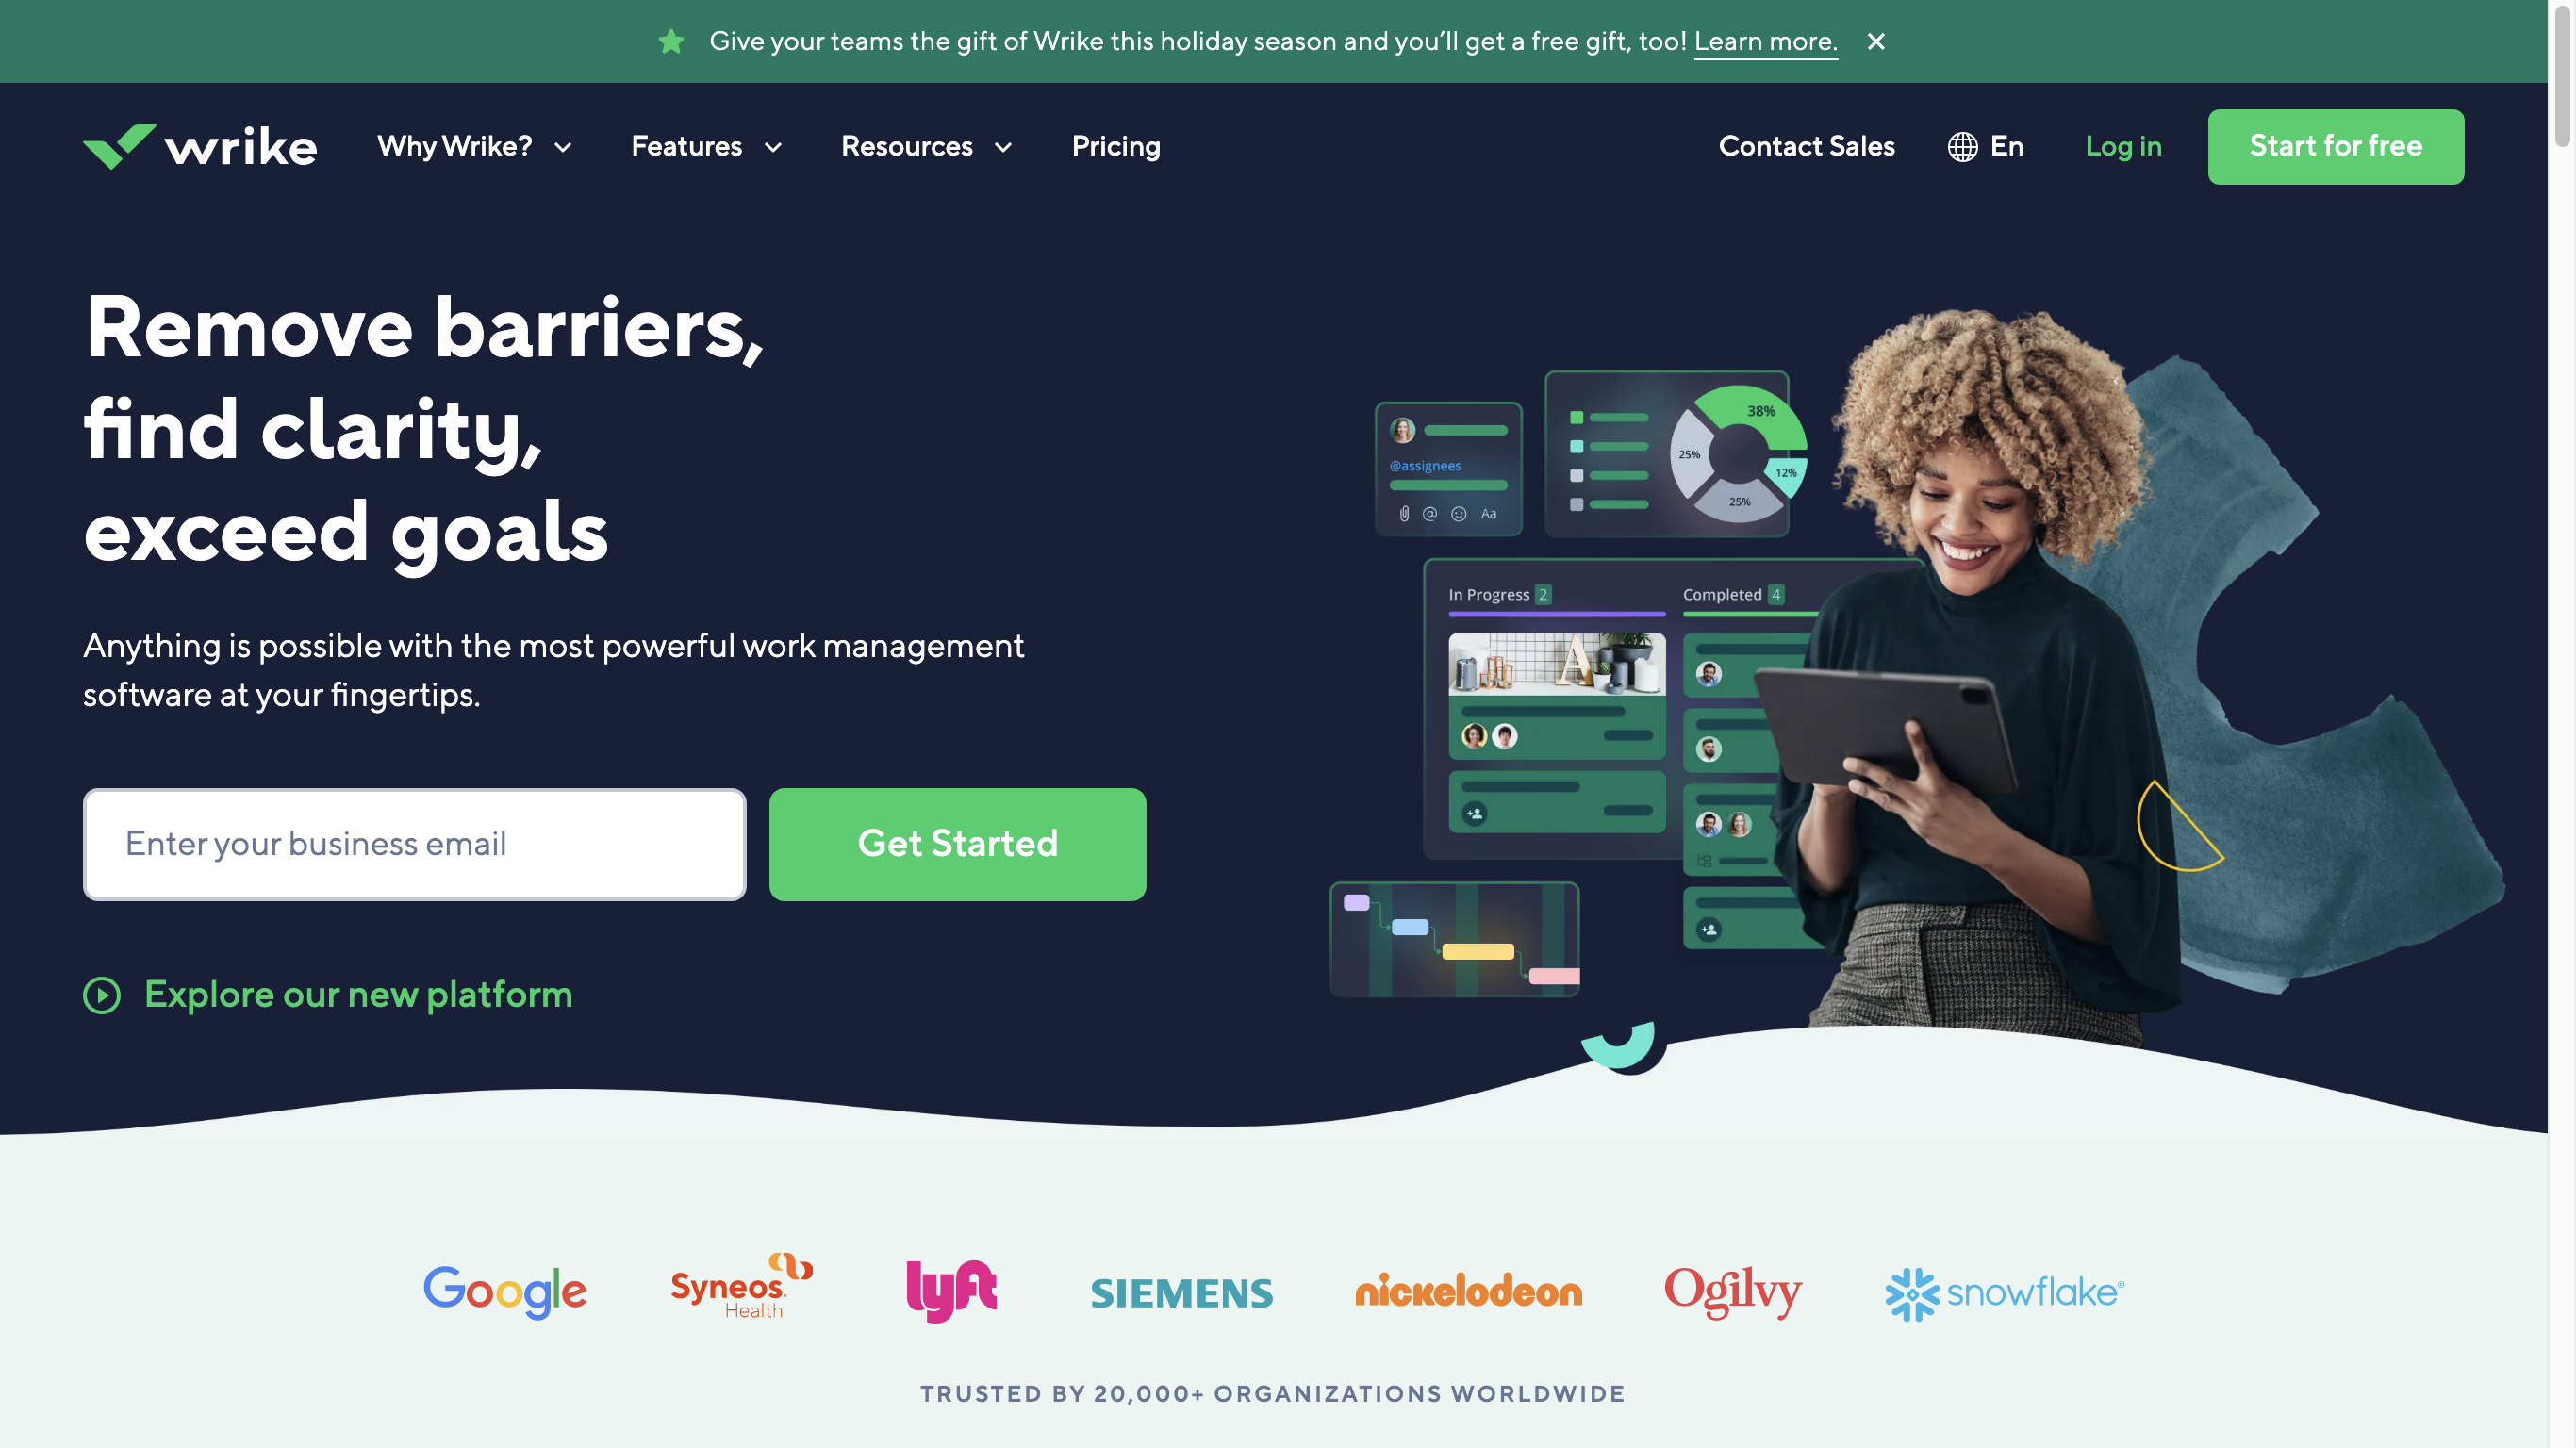 Give your teams the gift of Wrike this holiday season and you’ll get a free gift, too! Learn more.
wrike
Why Wrike?
Features
Resources
Pricing
Contact Sales
En
Log in
Start for free
Remove barriers,
find clarity,
exceed goals
Anything is possible with the most powerful work management
software at your fingertips.
Enter your business email
Get Started
Explore our new platform
@assignees
@ Aa
38%
25%
12%
25%
In Progress 2
Completed 4
A
Google
Syneos
Health
lyft
SIEMENS
nickelodeon
Ogilvy
snowflake®
TRUSTED BY 20,000+ ORGANIZATIONS WORLDWIDE